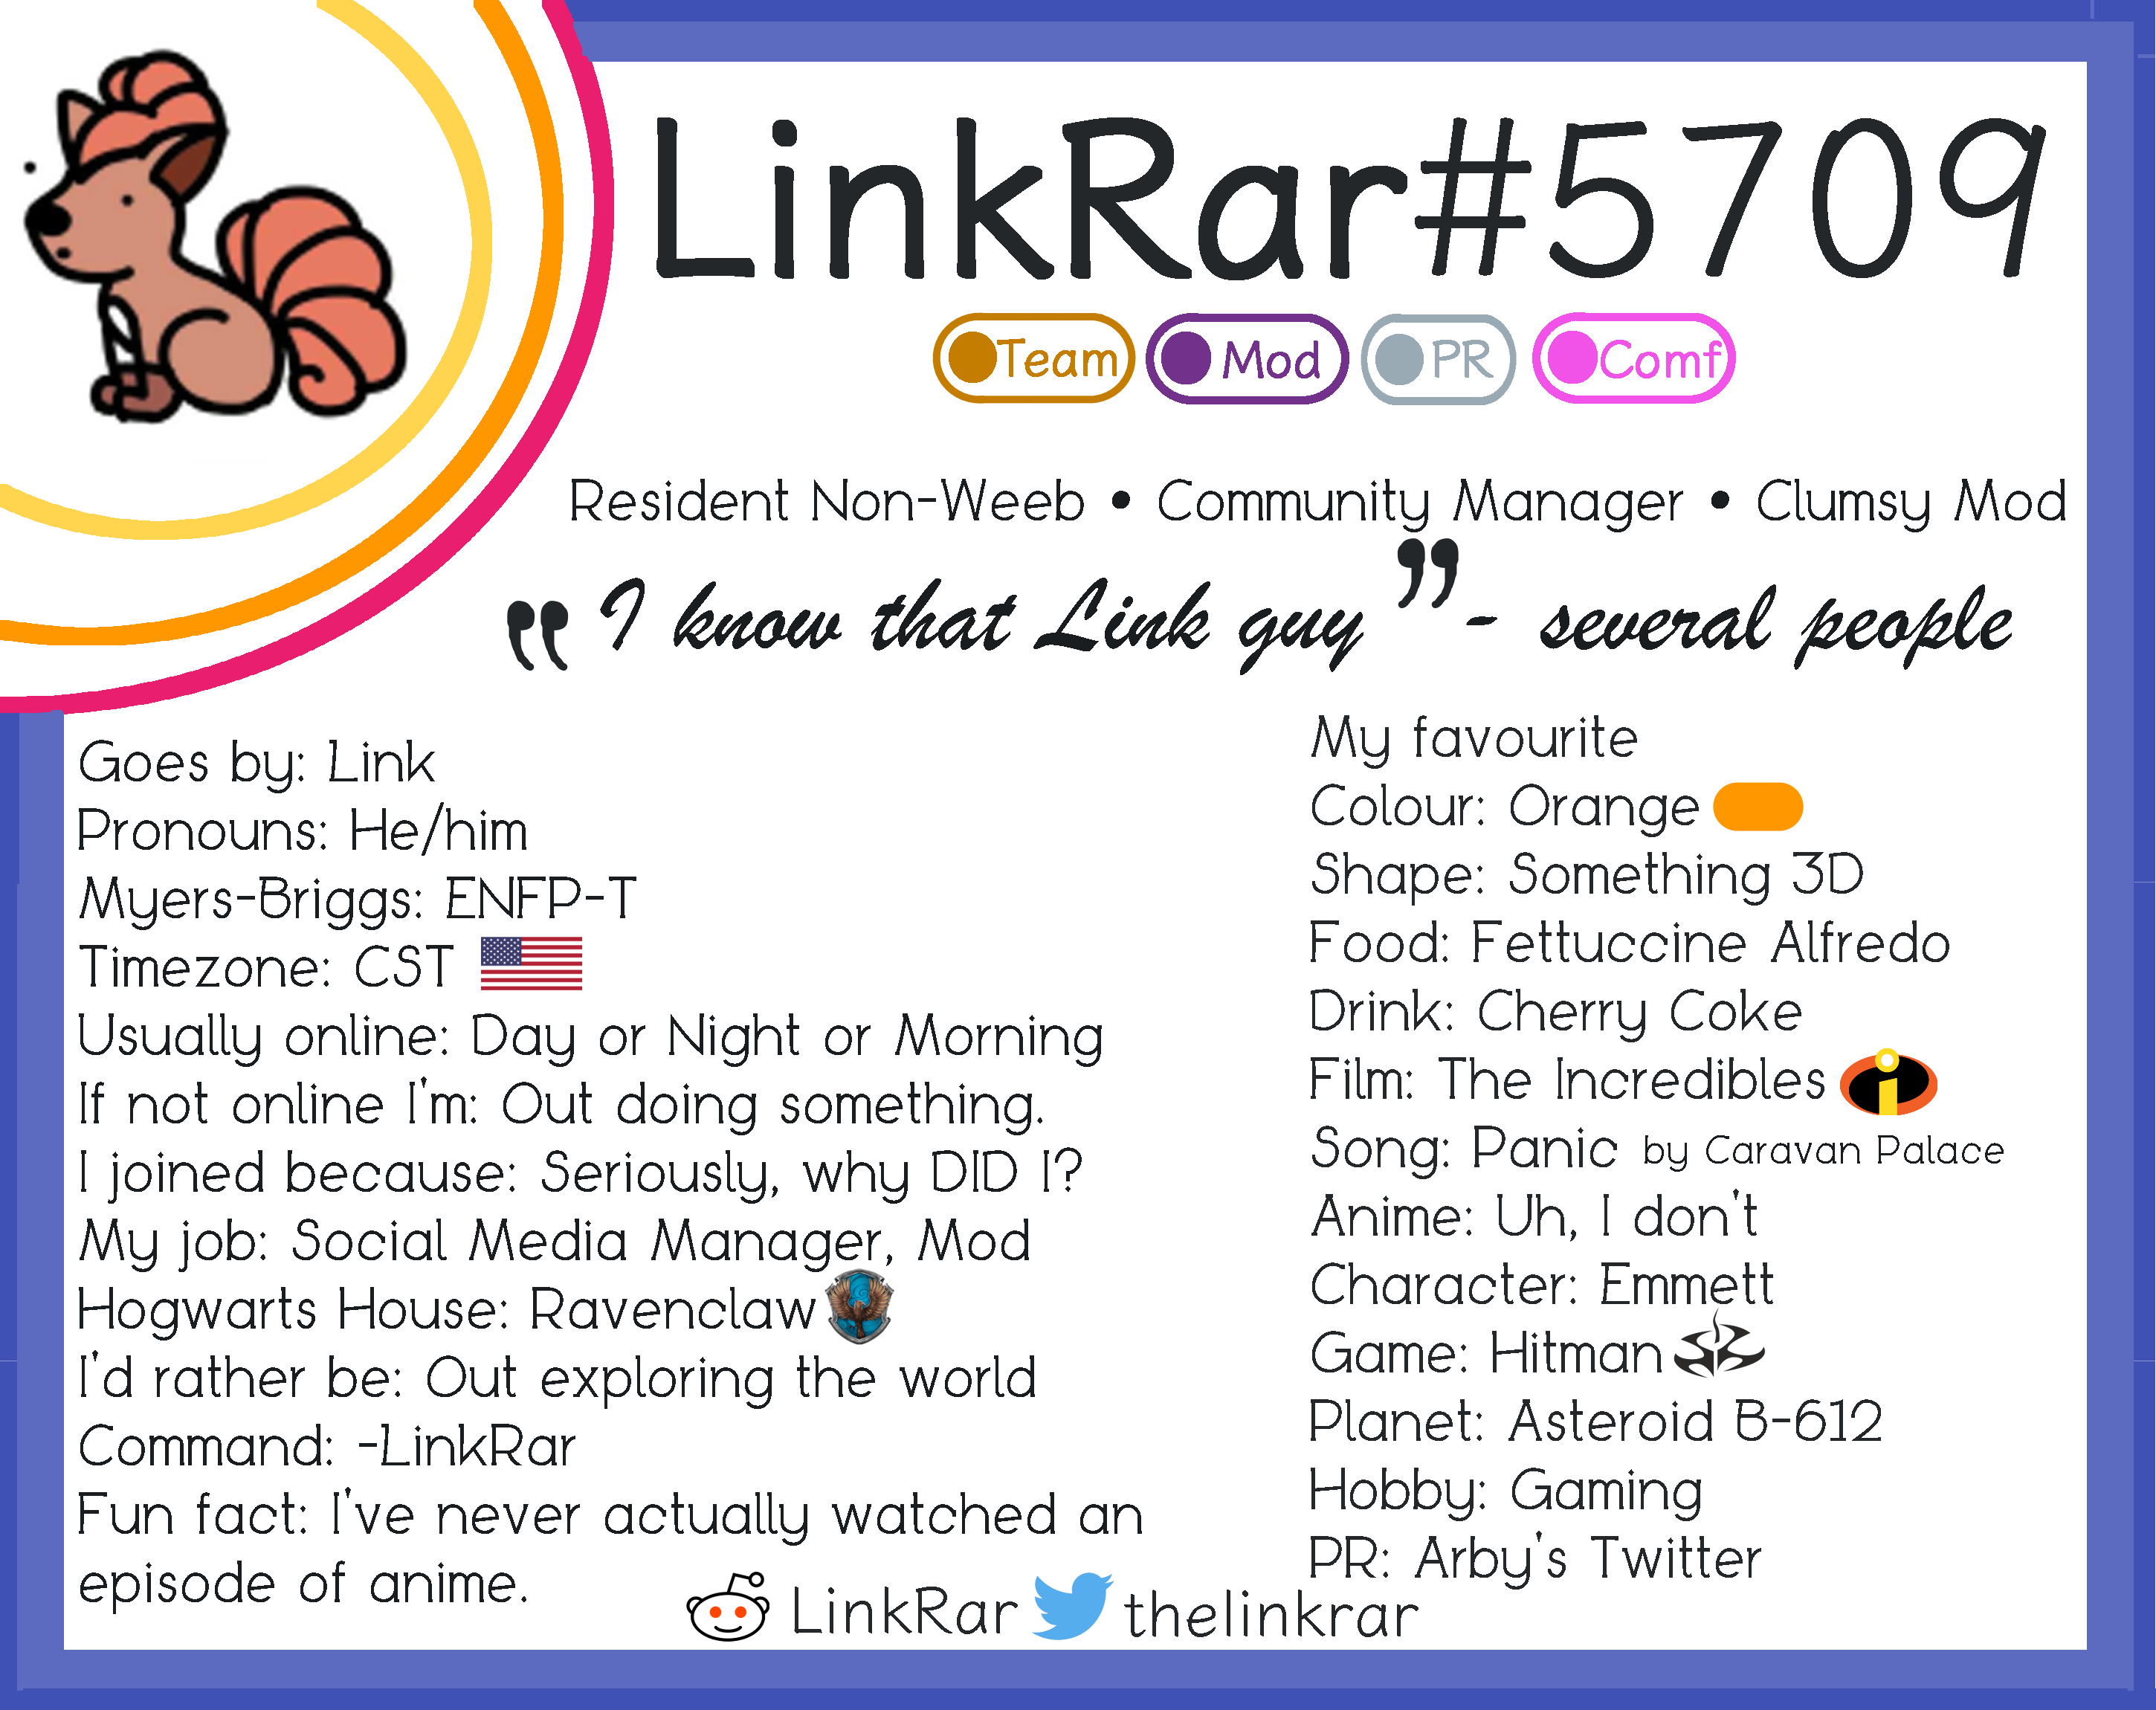 LinkRar#5709
Team Mod PR Comf
Resident Non-Weeb • Community Manager • Clumsy Mod
❟❟ I know that Link guy ❟❟ - several people
Goes by: Link
Pronouns: He/him
Myers-Briggs: ENFP-T
Timezone: CST
Usually online: Day or Night or Morning
If not online I'm: Out doing something.
I joined because: Seriously, why DID I?
My job: Social Media Manager, Mod
Hogwarts House: Ravenclaw
I'd rather be: Out exploring the world
Command: -LinkRar
Fun fact: I've never actually watched an
episode of anime.
My favourite
Colour: Orange
Shape: Something 3D
Food: Fettuccine Alfredo
Drink: Cherry Coke
Film: The Incredibles
Song: Panic by Caravan Palace
Anime: Uh, I don't
Character: Emmett
Game: Hitman
Planet: Asteroid B-612
Hobby: Gaming
PR: Arby's Twitter
LinkRar thelinkrar